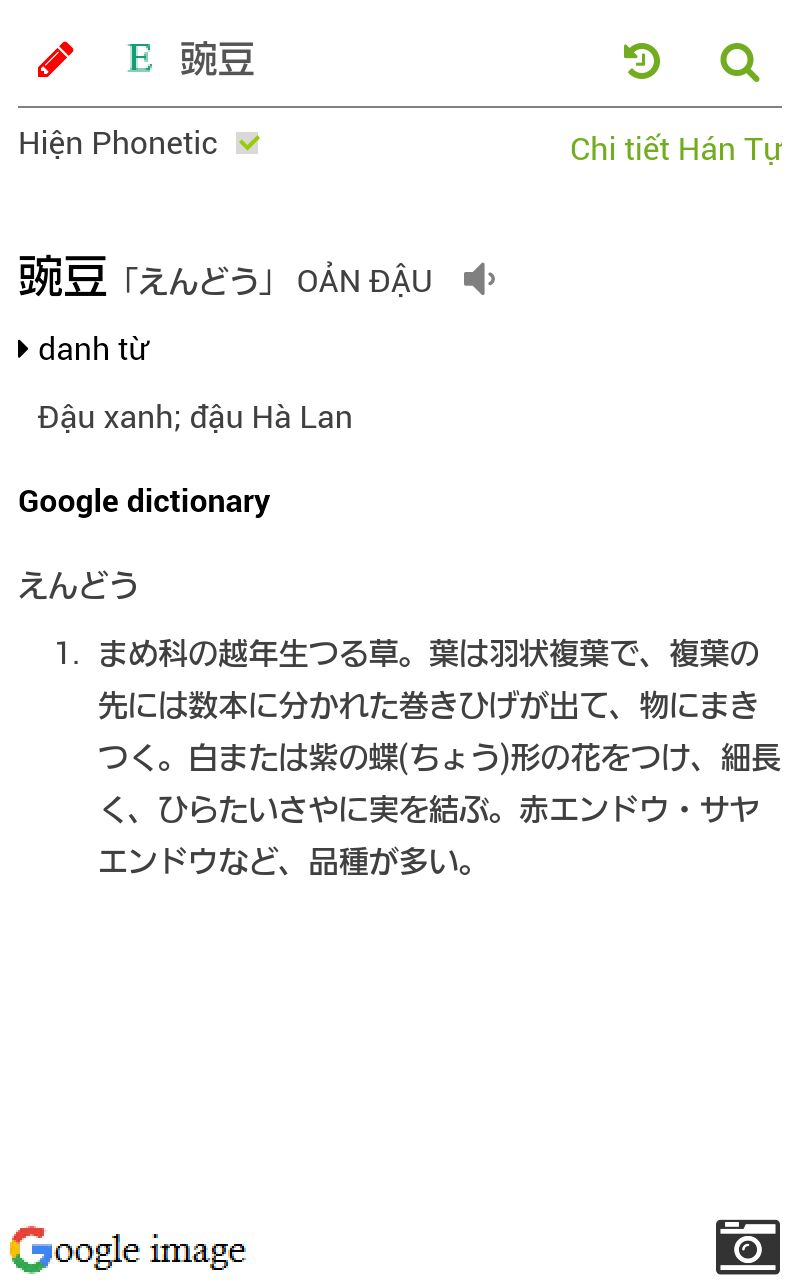 E 豌豆
Hiện Phonetic
Chi tiết Hán Tự
豌豆「えんどう」 OẢN ĐẬU
danh từ
Đậu xanh; đậu Hà Lan
Google dictionary
えんどう
1. まめ科の越年生つる草。葉は羽状複葉で、複葉の
先には数本に分かれた巻きひげが出て、物にまき
つく。白または紫の蝶(ちょう)形の花をつけ、細長
く、ひらたいさやに実を結ぶ。赤エンドウ・サヤ
エンドウなど、品種が多い。
Google image